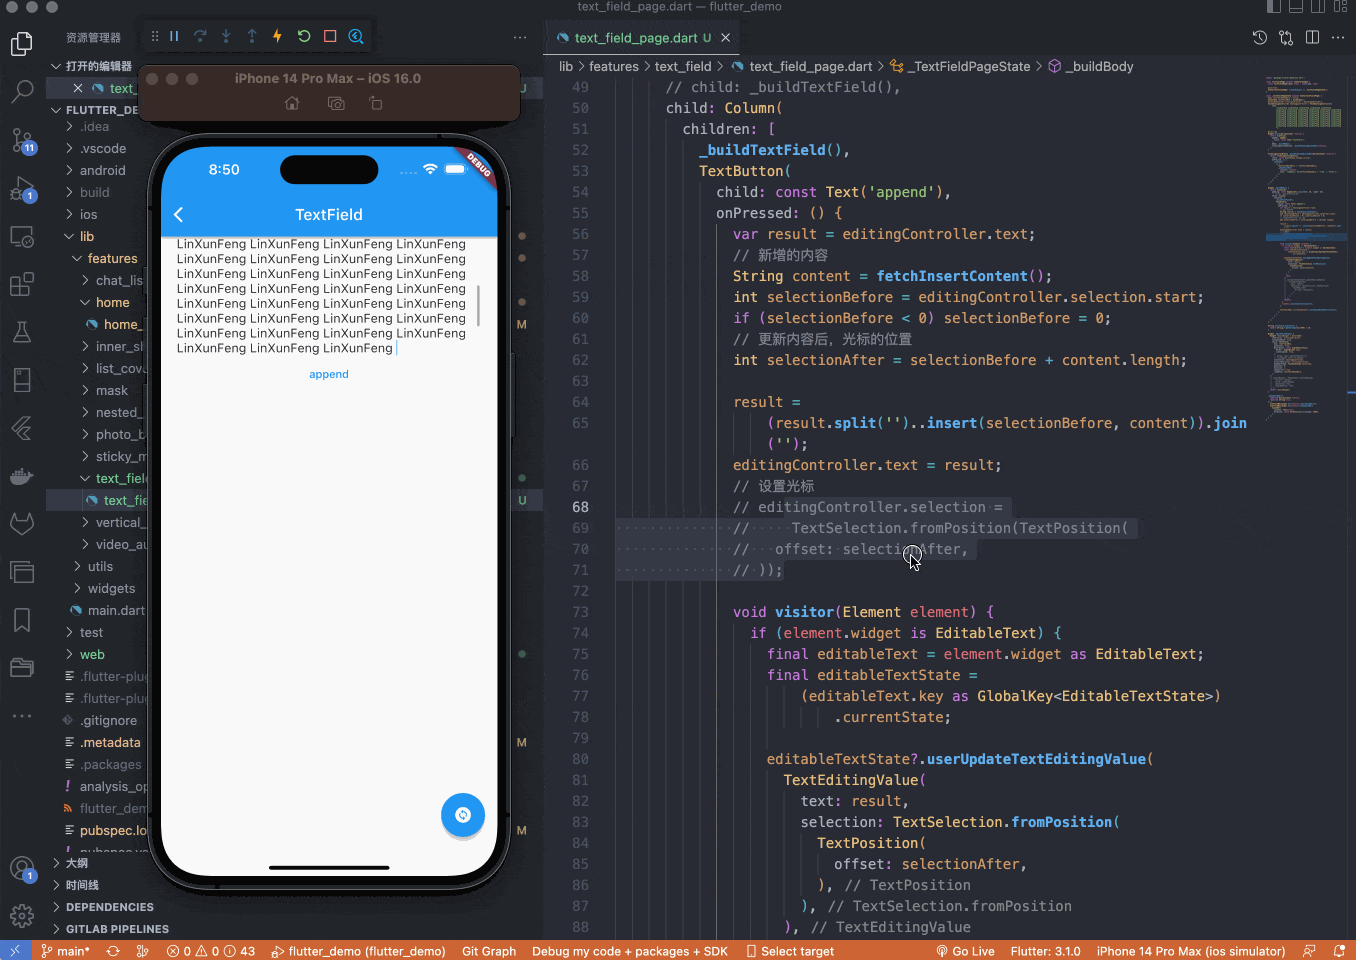 text_field_page.dart — flutter_demo
资源管理器
打开的编辑器
text_
U
FLUTTER_DE
.idea
.vscode
android
build
ios
lib
features
chat_lis
home
home_
M
inner_sl
list_cov
mask
nested_
photo_b
sticky_m
text_fiel
text_fie
U
vertical_
video_au
utils
widgets
main.dart
test
web
.flutter-plug
.flutter-plug
.gitignore
.metadata
M
.packages
analysis_op
flutter_dem
pubspec.lo
M
大纲
时间线
DEPENDENCIES
GITLAB PIPELINES
11
1
1
iPhone 14 Pro Max – iOS 16.0
8:50
DEBUG
TextField
LinXunFeng LinXunFeng LinXunFeng LinXunFeng
LinXunFeng LinXunFeng LinXunFeng LinXunFeng
LinXunFeng LinXunFeng LinXunFeng LinXunFeng
LinXunFeng LinXunFeng LinXunFeng LinXunFeng
LinXunFeng LinXunFeng LinXunFeng LinXunFeng
LinXunFeng LinXunFeng LinXunFeng LinXunFeng
LinXunFeng LinXunFeng LinXunFeng LinXunFeng
LinXunFeng LinXunFeng LinXunFeng
append
text_field_page.dart U
lib > features > text_field > text_field_page.dart > _TextFieldPageState > _buildBody
49 // child: _buildTextField(),
50 child: Column(
51 children: [
52 _buildTextField(),
53 TextButton(
54 child: const Text('append'),
55 onPressed: () {
56 var result = editingController.text;
57 // 新增的内容
58 String content = fetchInsertContent();
59 int selectionBefore = editingController.selection.start;
60 if (selectionBefore < 0) selectionBefore = 0;
61 // 更新内容后，光标的位置
62 int selectionAfter = selectionBefore + content.length;
63
64 result =
65 (result.split('')..insert(selectionBefore, content)).join
('');
66 editingController.text = result;
67 // 设置光标
68 // editingController.selection =
69 // TextSelection.fromPosition(TextPosition(
70 // offset: selectionAfter,
71 // ));
72
73 void visitor(Element element) {
74 if (element.widget is EditableText) {
75 final editableText = element.widget as EditableText;
76 final editableTextState =
77 (editableText.key as GlobalKey<EditableTextState>)
78 .currentState;
79
80 editableTextState?.userUpdateTextEditingValue(
81 TextEditingValue(
82 text: result,
83 selection: TextSelection.fromPosition(
84 TextPosition(
85 offset: selectionAfter,
86 ), // TextPosition
87 ), // TextSelection.fromPosition
88 ), // TextEditingValue
main* 0 0 43 flutter_demo (flutter_demo) Git Graph Debug my code + packages + SDK Select target Go Live Flutter: 3.1.0 iPhone 14 Pro Max (ios simulator)